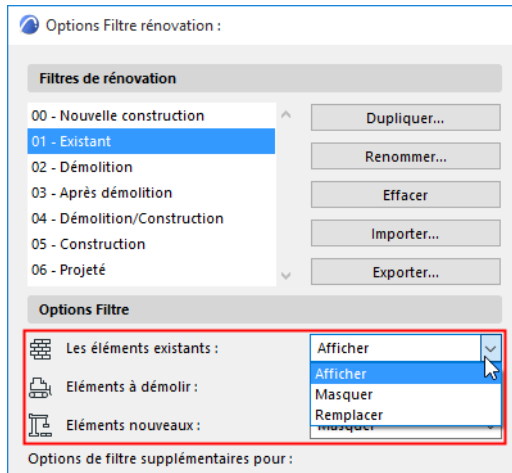 Options Filtre rénovation :
Filtres de rénovation
00 - Nouvelle construction
01 - Existant
02 - Démolition
03 - Après démolition
04 - Démolition/Construction
05 - Construction
06 - Projeté
Dupliquer...
Renommer...
Effacer
Importer...
Exporter...
Options Filtre
Les éléments existants :
Afficher
Afficher
Eléments à démolir :
Masquer
Remplacer
Eléments nouveaux :
Masquer
Options de filtre supplémentaires pour :